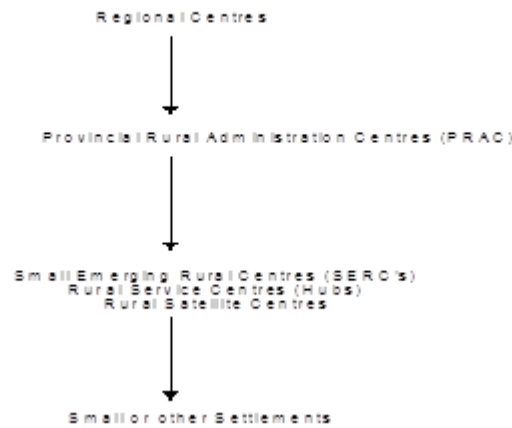 Regional Centres
Provincial Rural Administration Centres (PRAC)
Small Emerging Rural Centres (SERC's)
Rural Service Centres (Hubs)
Rural Satellite Centres
Small or other Settlements